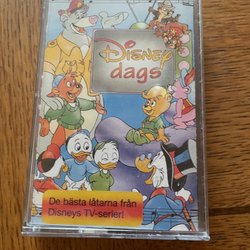 Disney
dags
De bästa låtarna från
Disneys TV-serier!